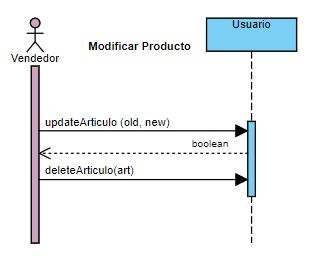 Usuario
Modificar Producto
Vendedor
updateArticulo (old, new)
boolean
deleteArticulo(art)